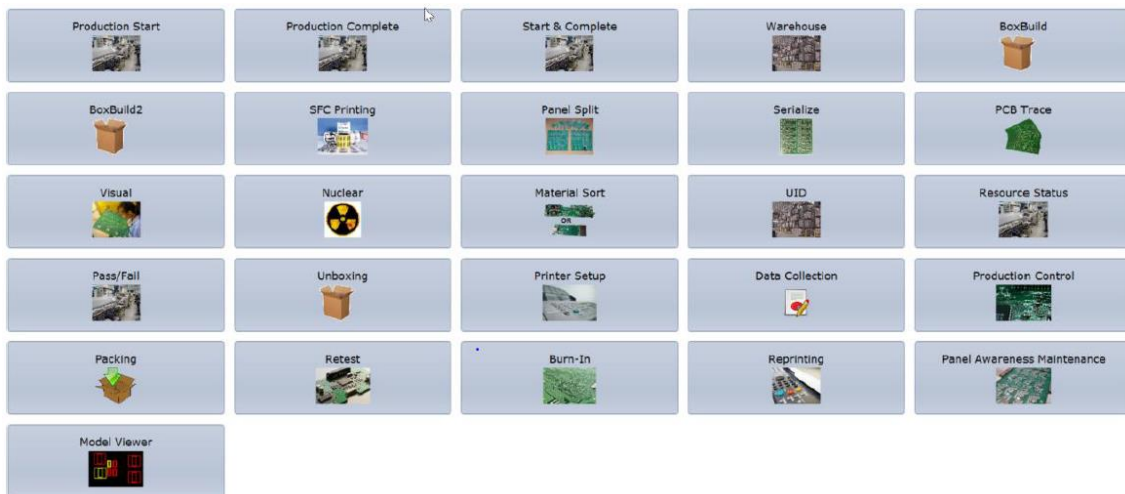 Production Start
Production Complete
Start & Complete
Warehouse
BoxBuild
BoxBuild2
SFC Printing
Panel Split
Serialize
PCB Trace
Visual
Nuclear
Material Sort
OR
UID
Resource Status
Pass/Fail
Unboxing
Printer Setup
Data Collection
Production Control
Packing
Retest
Burn-In
Reprinting
Panel Awareness Maintenance
Model Viewer